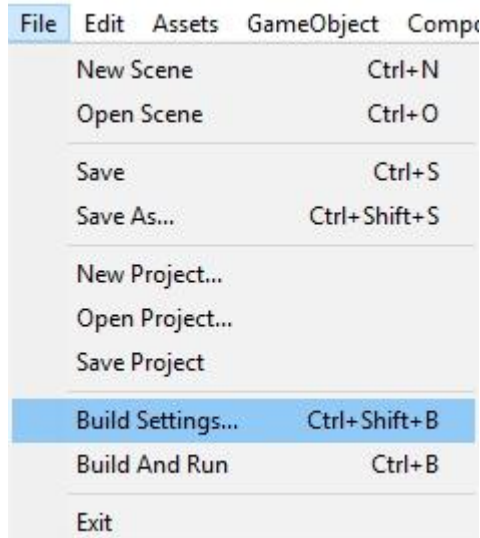 File Edit Assets GameObject Compo
New Scene Ctrl+N
Open Scene Ctrl+O
Save Ctrl+S
Save As... Ctrl+Shift+S
New Project...
Open Project...
Save Project
Build Settings... Ctrl+Shift+B
Build And Run Ctrl+B
Exit